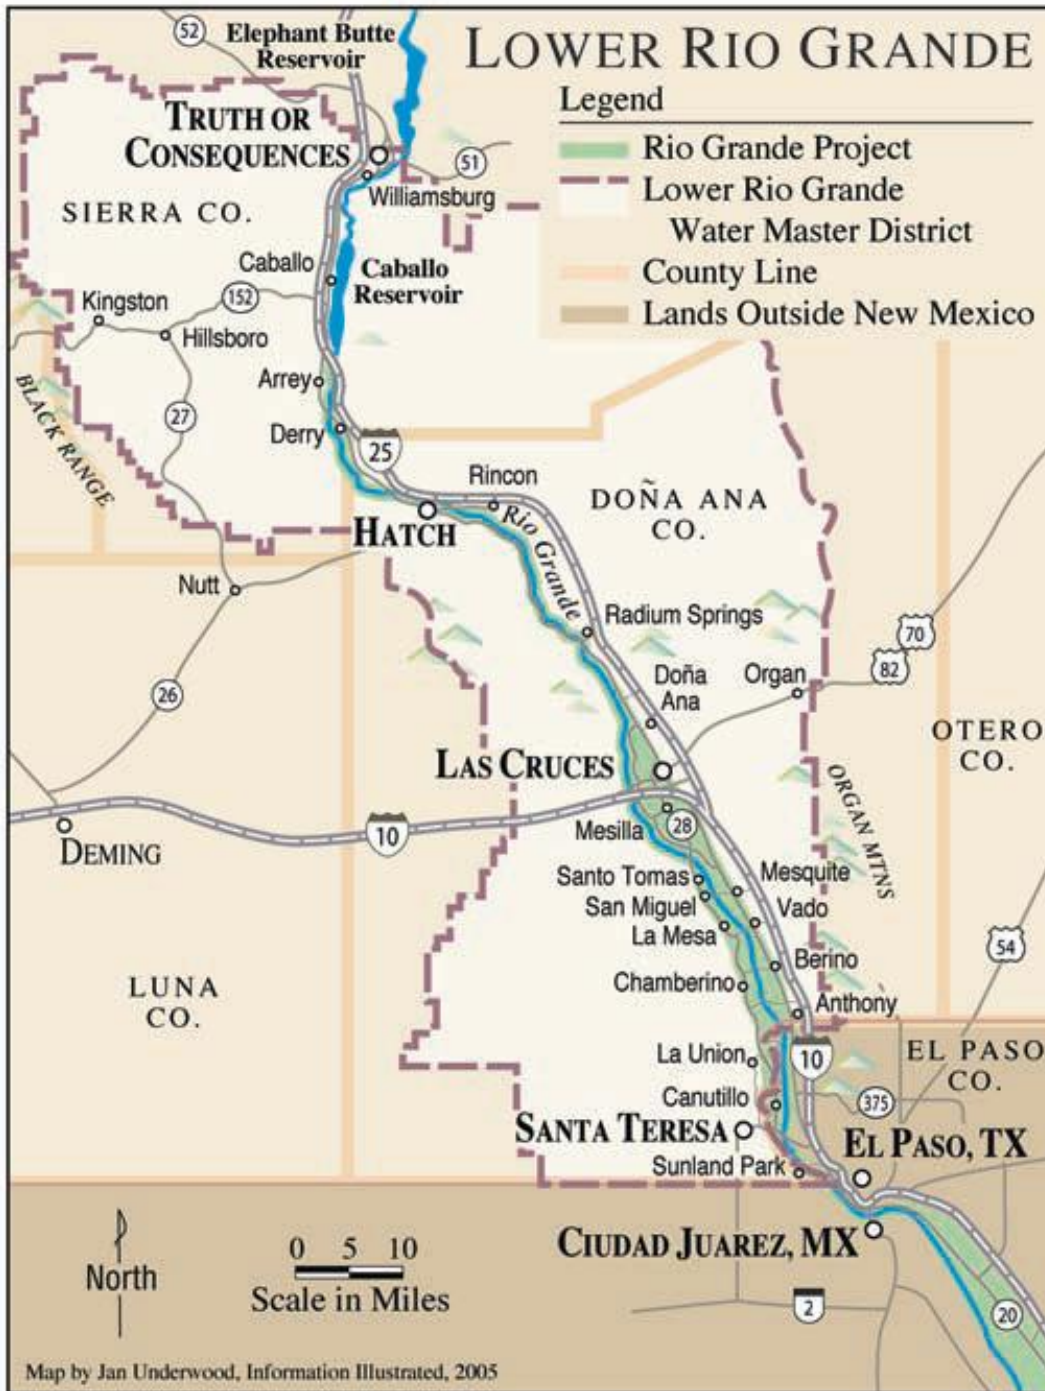 LOWER RIO GRANDE
Legend
Rio Grande Project
Lower Rio Grande
Water Master District
County Line
Lands Outside New Mexico
52
Elephant Butte
Reservoir
TRUTH OR
CONSEQUENCES
51
Williamsburg
SIERRA CO.
Caballo
Caballo
Reservoir
152
Kingston
Hillsboro
Arrey
BLACK RANGE
27
Derry
25
Rincon
HATCH
Rio Grande
DOÑA ANA
CO.
Nutt
Radium Springs
70
82
26
Doña
Ana
Organ
OTERO
CO.
LAS CRUCES
ORGAN MTNS
10
28
DEMING
Mesilla
Santo Tomas
Mesquite
San Miguel
Vado
La Mesa
54
Berino
Chamberino
LUNA
CO.
Anthony
La Union
10
EL PASO
CO.
Canutillo
375
SANTA TERESA
EL PASO, TX
Sunland Park
CIUDAD JUAREZ, MX
North
0 5 10
Scale in Miles
2
20
Map by Jan Underwood, Information Illustrated, 2005